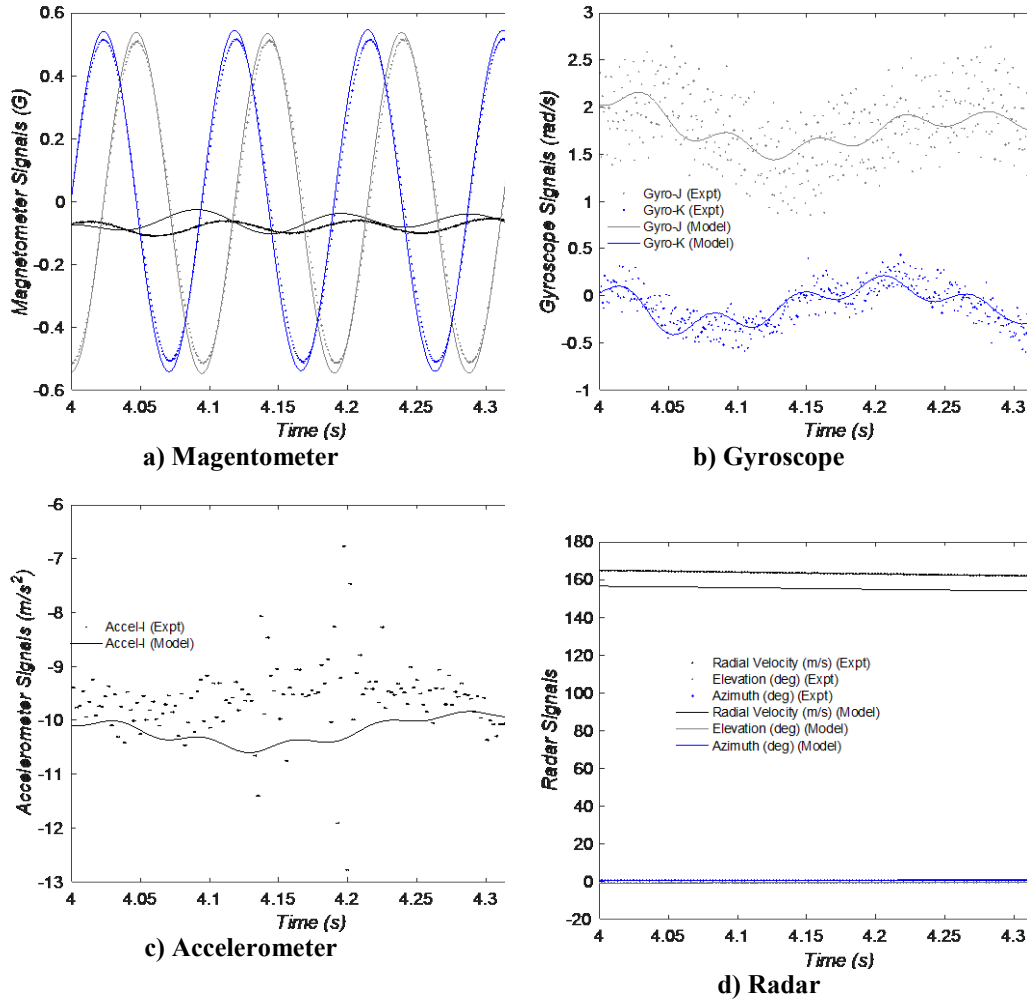 0.6
0.4
0.2
0
-0.2
-0.4
-0.6
Magnetometer Signals (G)
4
4.05
4.1
4.15
4.2
4.25
4.3
Time (s)
a) Magentometer
3
2.5
2
1.5
1
0.5
0
-0.5
-1
Gyroscope Signals (rad/s)
Gyro-J (Expt)
Gyro-K (Expt)
Gyro-J (Model)
Gyro-K (Model)
4
4.05
4.1
4.15
4.2
4.25
4.3
Time (s)
b) Gyroscope
-6
-7
-8
-9
-10
-11
-12
-13
Accelerometer Signals (m/s²)
Accel-I (Expt)
Accel-I (Model)
4
4.05
4.1
4.15
4.2
4.25
4.3
Time (s)
c) Accelerometer
180
160
140
120
100
80
60
40
20
0
-20
Radar Signals
Radial Velocity (m/s) (Expt)
Elevation (deg) (Expt)
Azimuth (deg) (Expt)
Radial Velocity (m/s) (Model)
Elevation (deg) (Model)
Azimuth (deg) (Model)
4
4.05
4.1
4.15
4.2
4.25
4.3
Time (s)
d) Radar